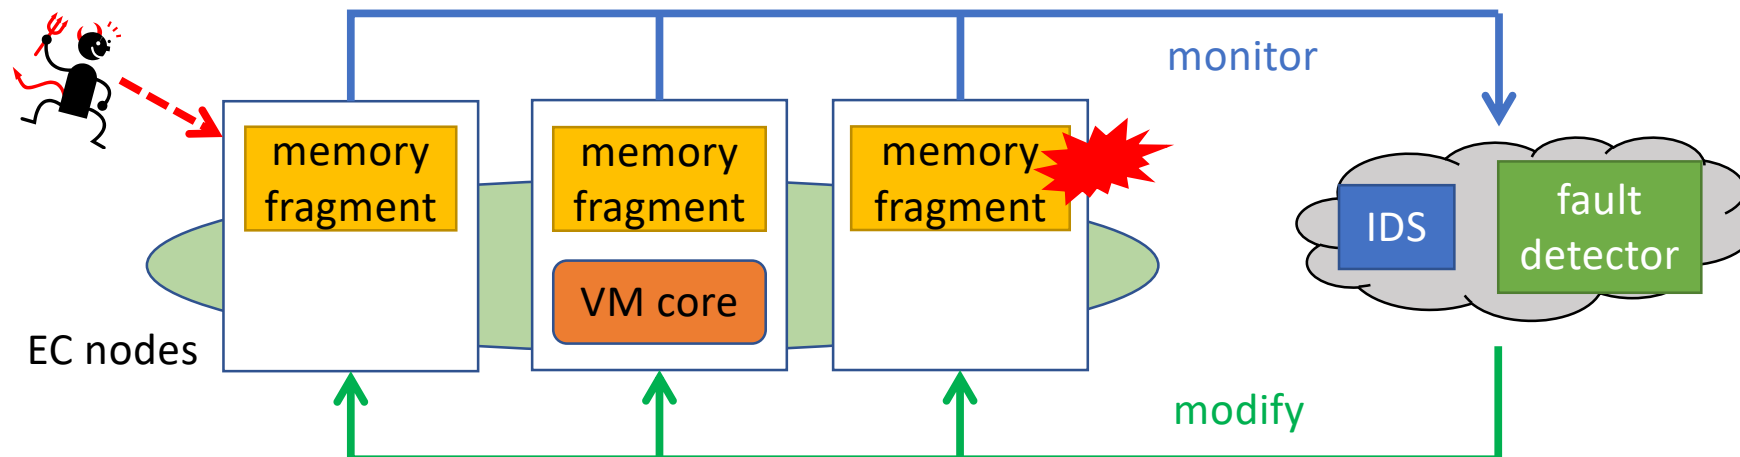 monitor
memory
fragment
memory
fragment
memory
fragment
IDS
fault
detector
VM core
EC nodes
modify